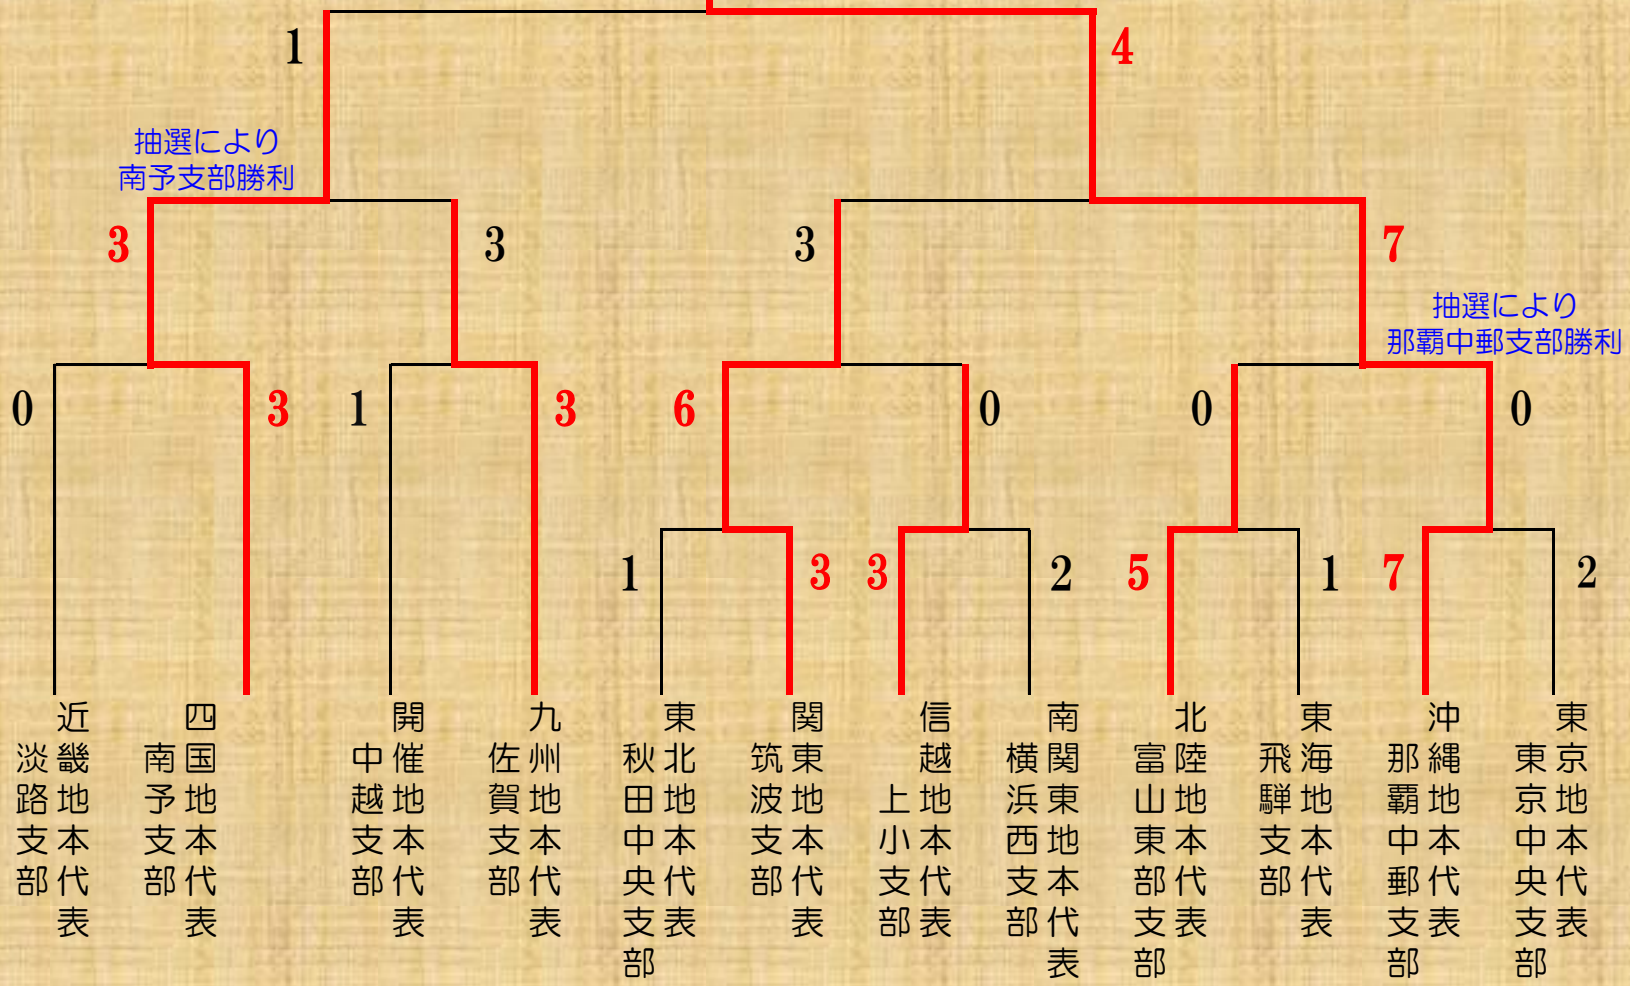 1
4
抽選により
南予支部勝利
3
3
3
7
抽選により
那覇中郵支部勝利
0
3
1
3
6
0
0
0
1
3
3
2
5
1
7
2
近畿地本代表
淡路支部
四国地本代表
南予支部
開催地本代表
中越支部
九州地本代表
佐賀支部
東北地本代表
秋田中央支部
関東地本代表
筑波支部
信越地本代表
上小支部
南関東地本代表
横浜西支部
北陸地本代表
富山東部支部
東海地本代表
飛騨支部
沖縄地本代表
那覇中郵支部
東京地本代表
東京中央支部